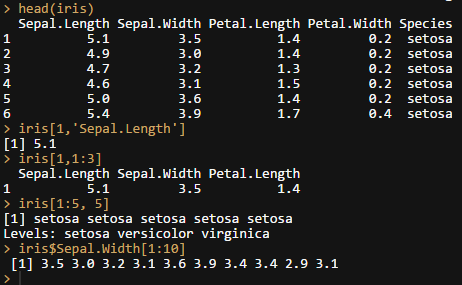 > head(iris)
  Sepal.Length Sepal.Width Petal.Length Petal.Width Species
1          5.1         3.5          1.4         0.2  setosa
2          4.9         3.0          1.4         0.2  setosa
3          4.7         3.2          1.3         0.2  setosa
4          4.6         3.1          1.5         0.2  setosa
5          5.0         3.6          1.4         0.2  setosa
6          5.4         3.9          1.7         0.4  setosa
> iris[1,'Sepal.Length']
[1] 5.1
> iris[1,1:3]
  Sepal.Length Sepal.Width Petal.Length
1          5.1         3.5          1.4
> iris[1:5, 5]
[1] setosa setosa setosa setosa setosa
Levels: setosa versicolor virginica
> iris$Sepal.Width[1:10]
 [1] 3.5 3.0 3.2 3.1 3.6 3.9 3.4 3.4 2.9 3.1
>